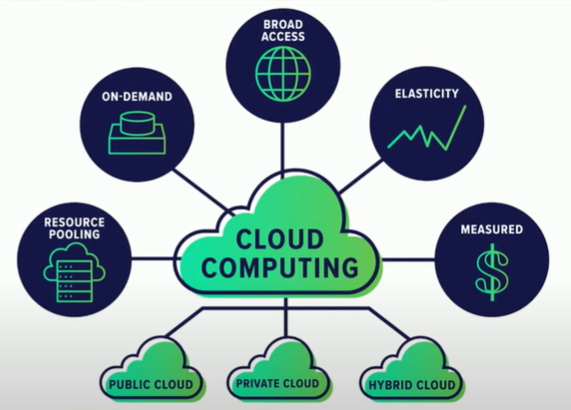 BROAD
ACCESS
ON-DEMAND
ELASTICITY
RESOURCE
POOLING
MEASURED
CLOUD
COMPUTING
PUBLIC CLOUD
PRIVATE CLOUD
HYBRID CLOUD